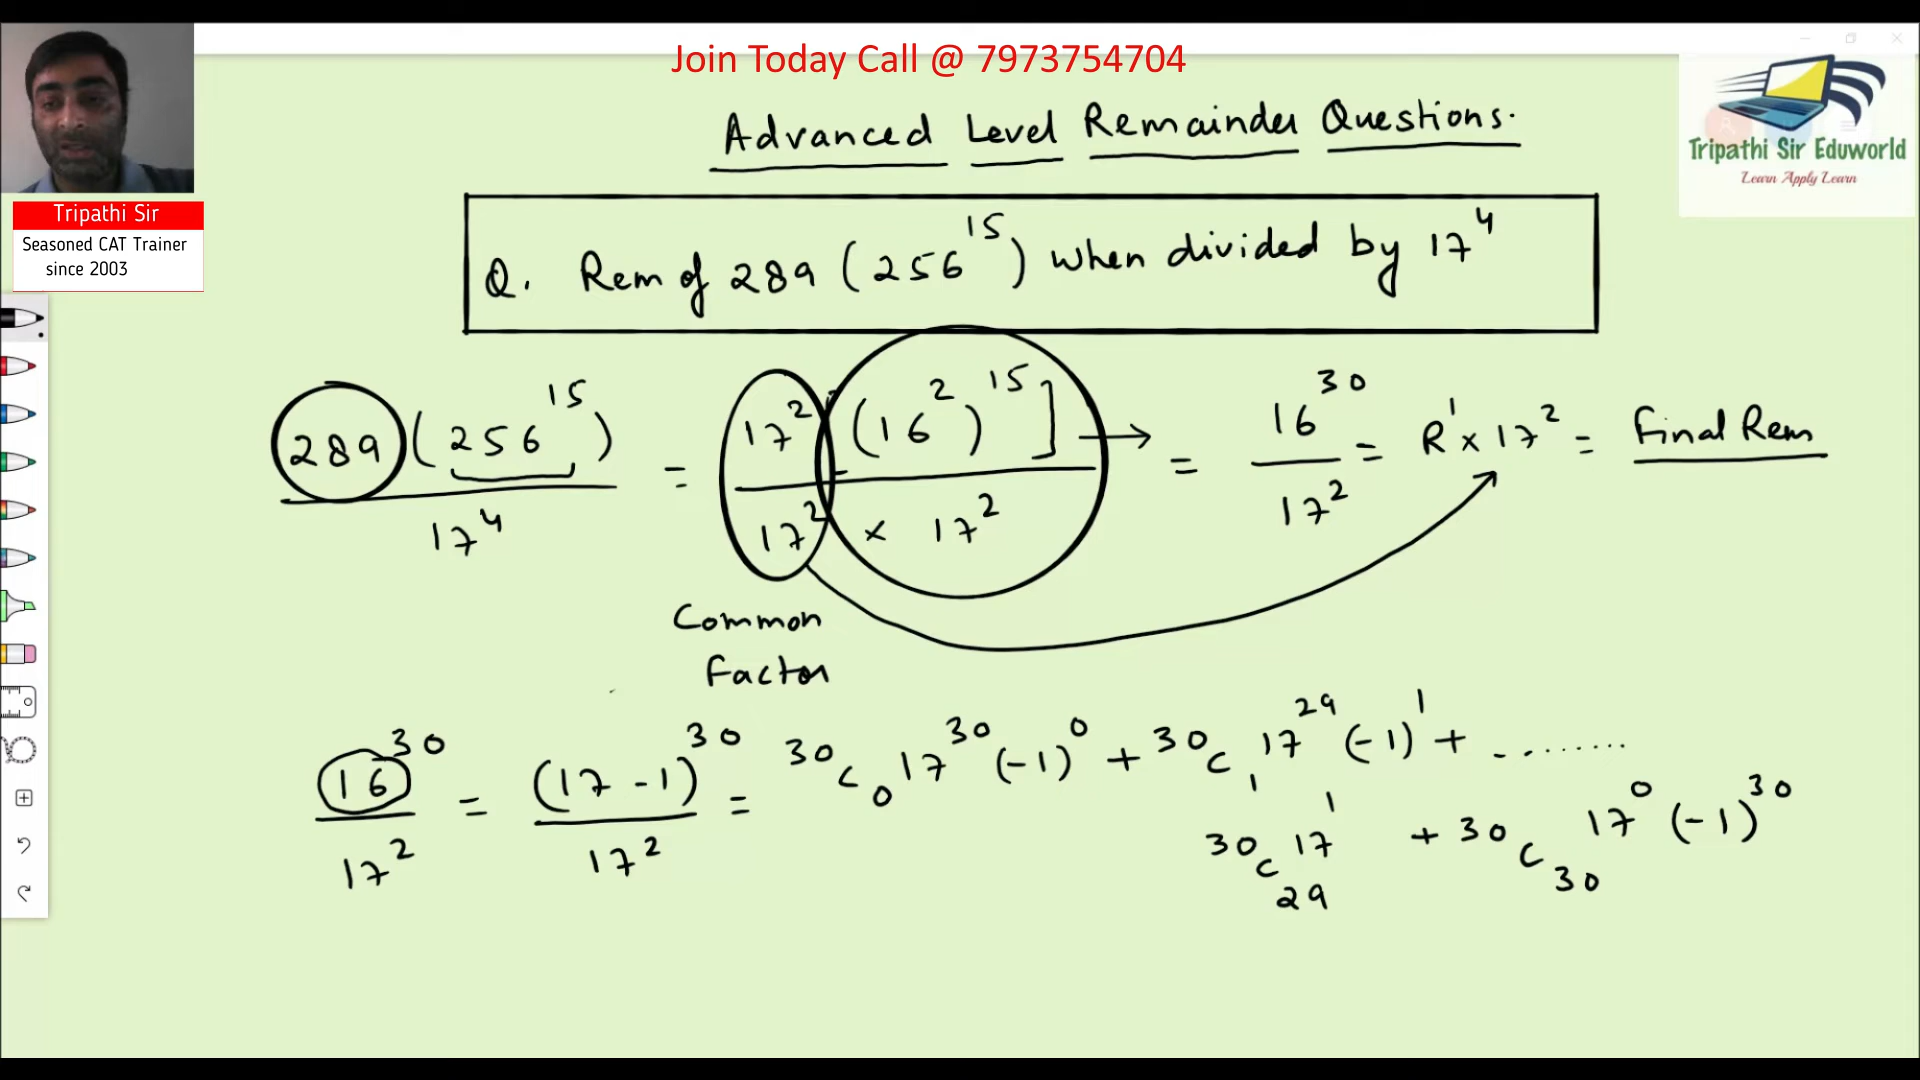 Join Today Call @ 7973754704
Advanced Level Remainder Questions.
Tripathi Sir Eduworld
Learn Apply Learn
Tripathi Sir
Seasoned CAT Trainer
since 2003
Q. Rem of 289 (256^15) when divided by 17^4
289 (256^15) / 17^4 = 17^2 [(16^2)^15] / 17^2 × 17^2 → = 16^30 / 17^2 = R^1 × 17^2 = Final Rem
Common
Factor
16^30 / 17^2 = (17 - 1)^30 / 17^2 = 30C0 17^30 (-1)^0 + 30C1 17^29 (-1)^1 + ........
30C29 17^1 + 30C30 17^0 (-1)^30